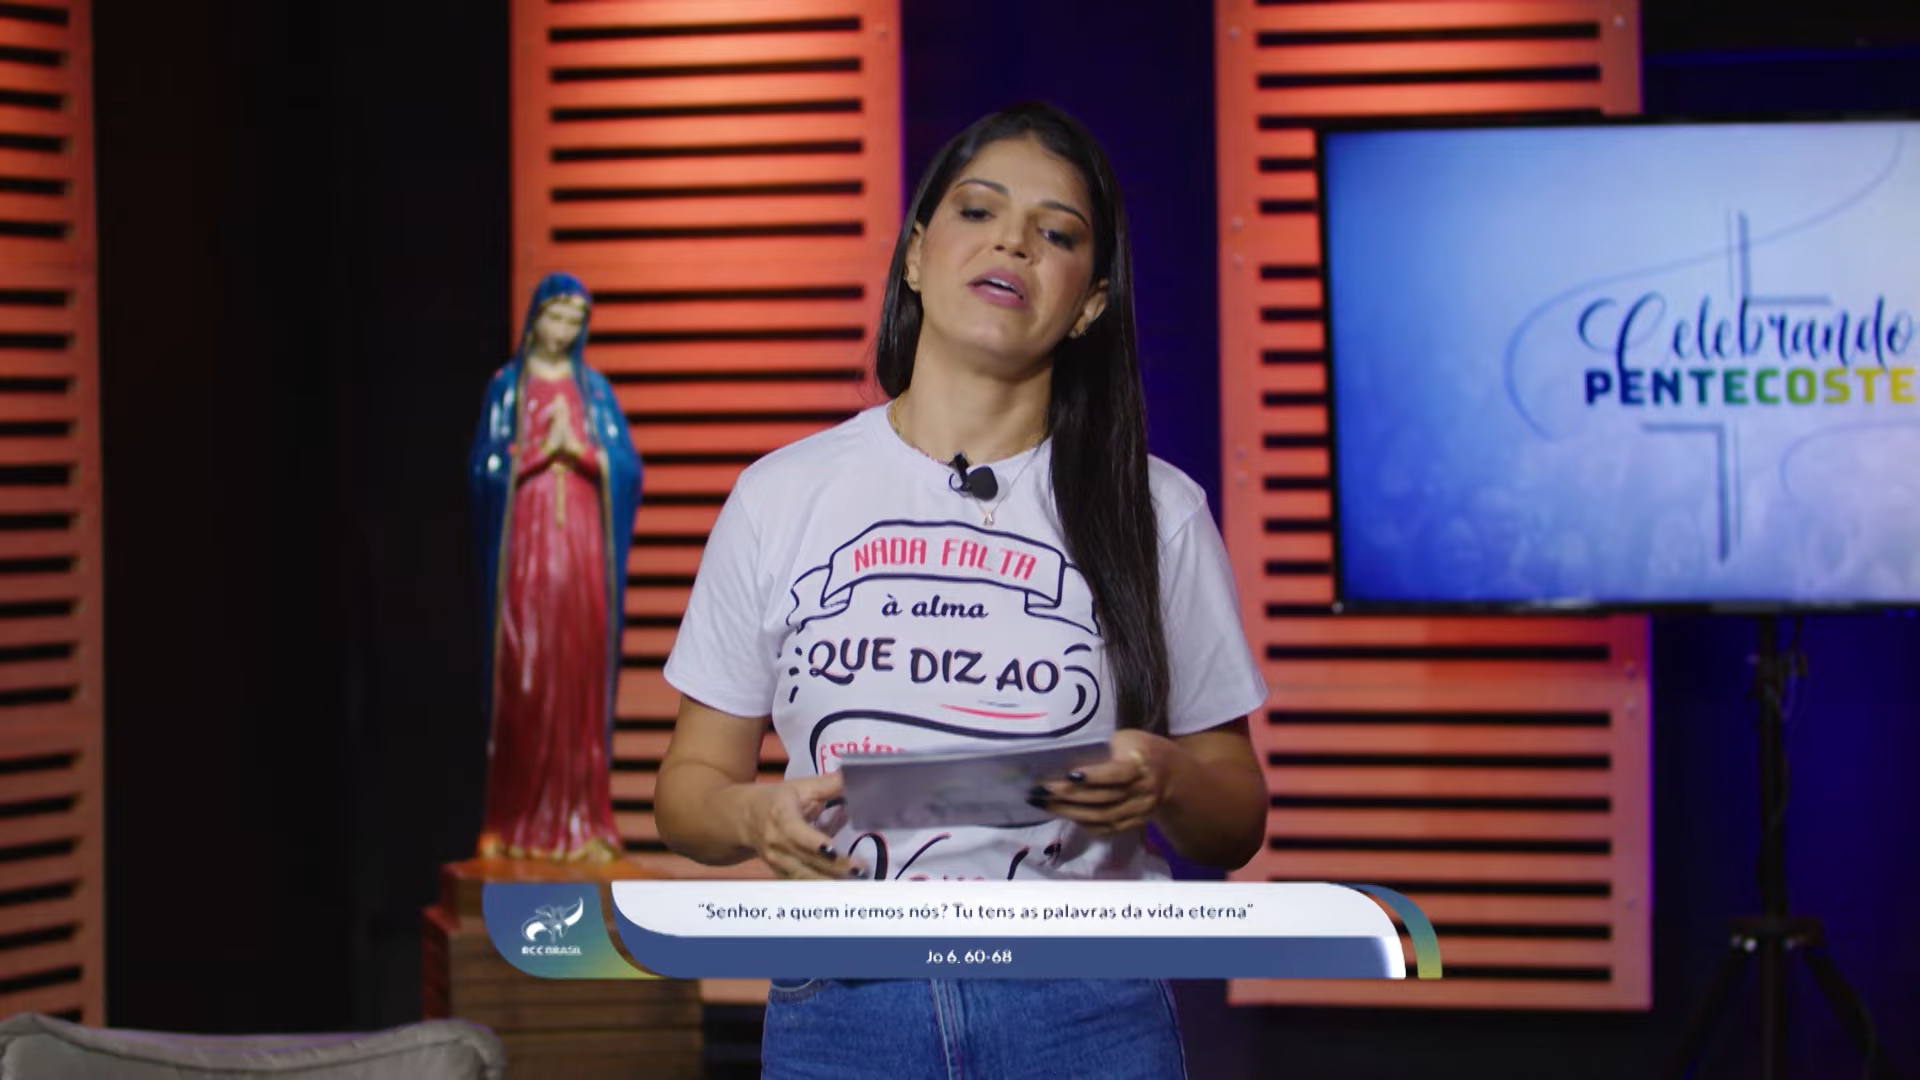 Celebrando
PENTECOSTE
NADA FALTA
à alma
QUE DIZ AO
"Senhor, a quem iremos nós? Tu tens as palavras da vida eterna"
RCC BRASIL
Jo 6, 60-68